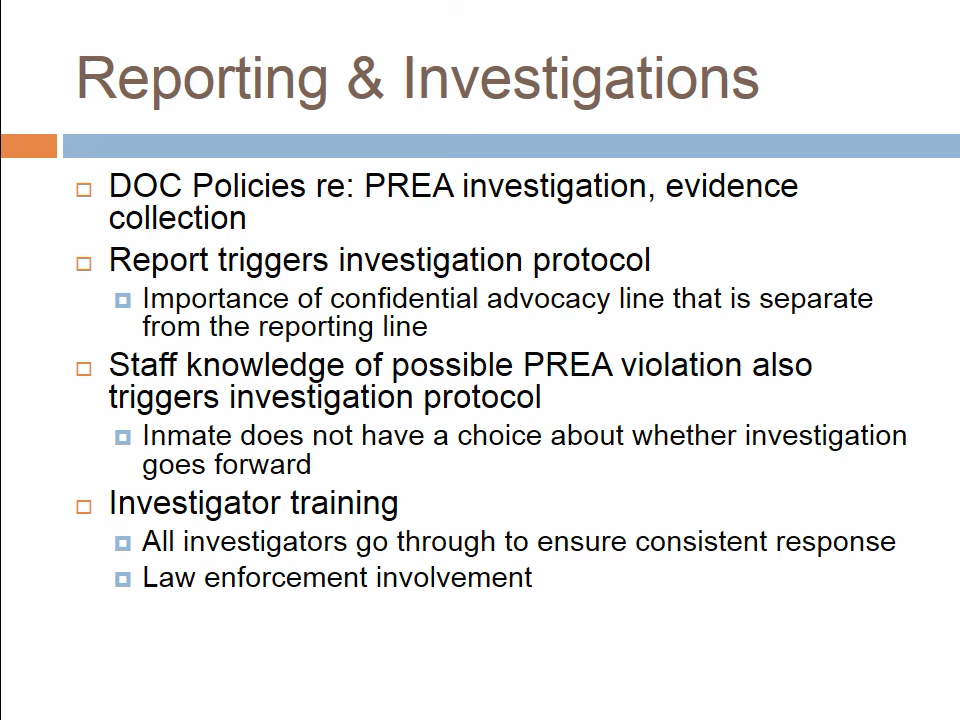 Reporting & Investigations
DOC Policies re: PREA investigation, evidence
collection
Report triggers investigation protocol
Importance of confidential advocacy line that is separate
from the reporting line
Staff knowledge of possible PREA violation also
triggers investigation protocol
Inmate does not have a choice about whether investigation
goes forward
Investigator training
All investigators go through to ensure consistent response
Law enforcement involvement